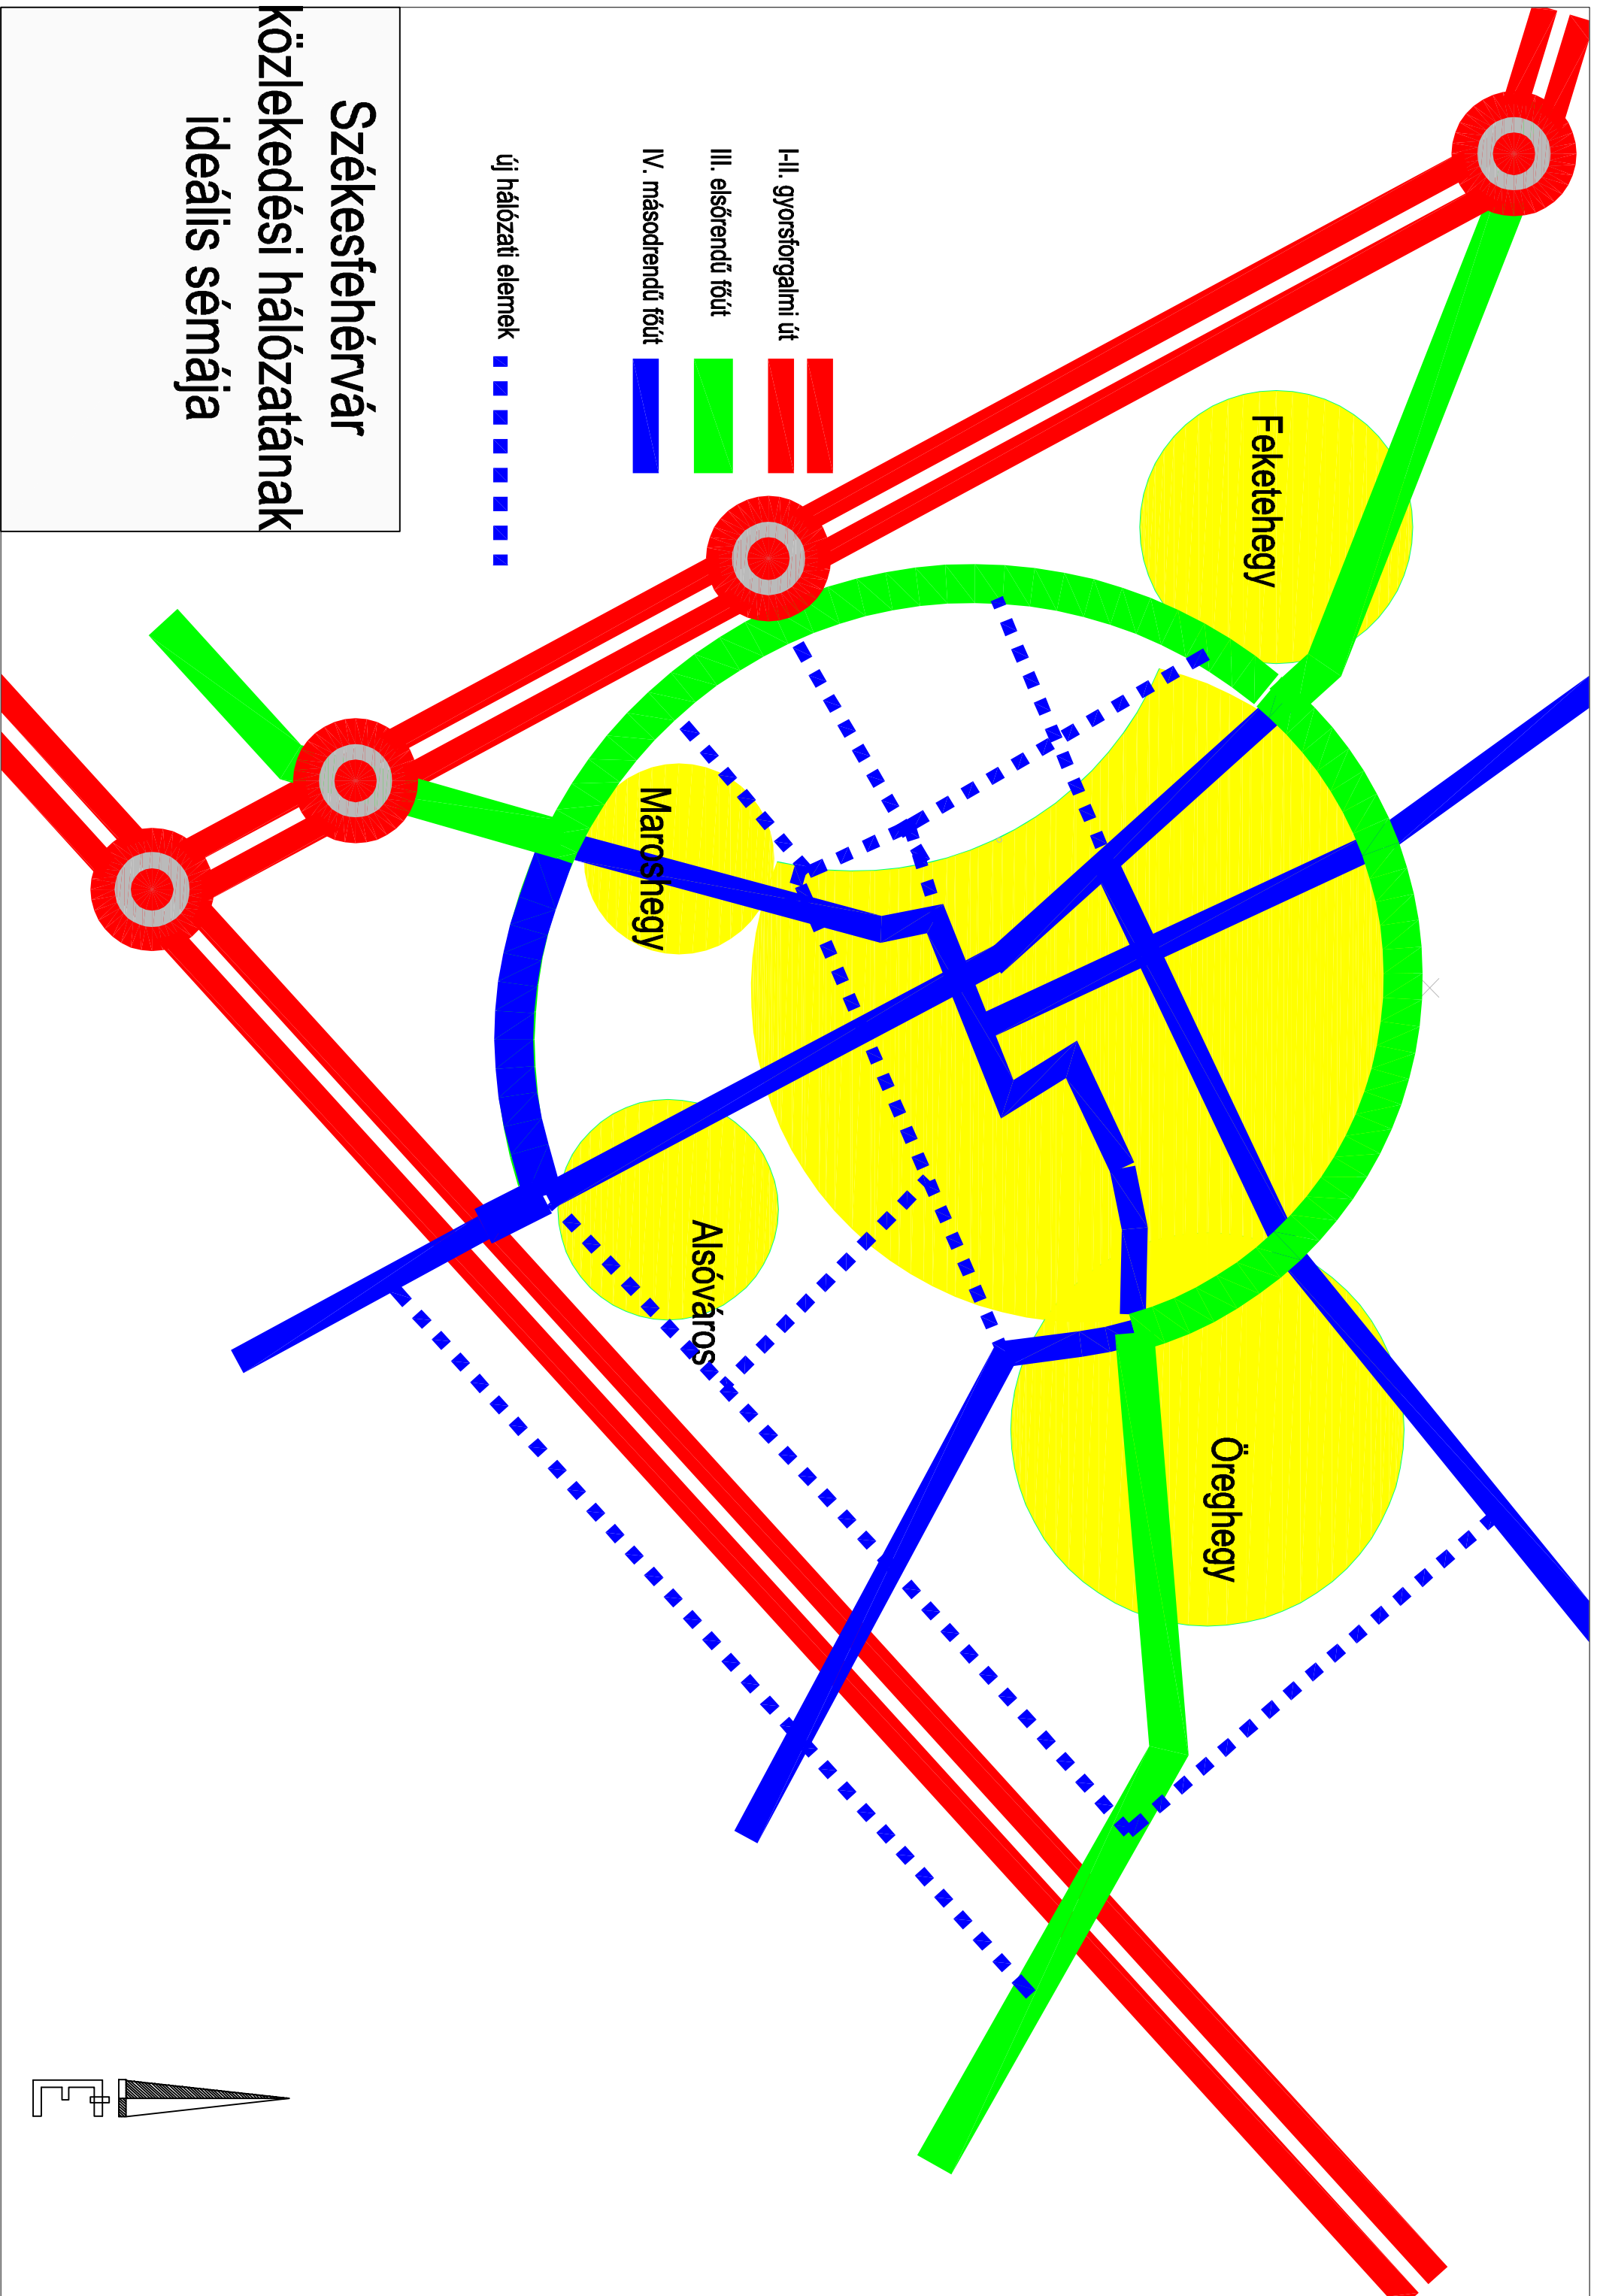 Székesfehérvár
közlekedési hálózatának
ideális sémája
I-II. gyorsforgalmi út
III. elsőrendű főút
IV. másodrendű főút
új hálózati elemek
Feketehegy
Maroshegy
Alsóváros
Öreghegy